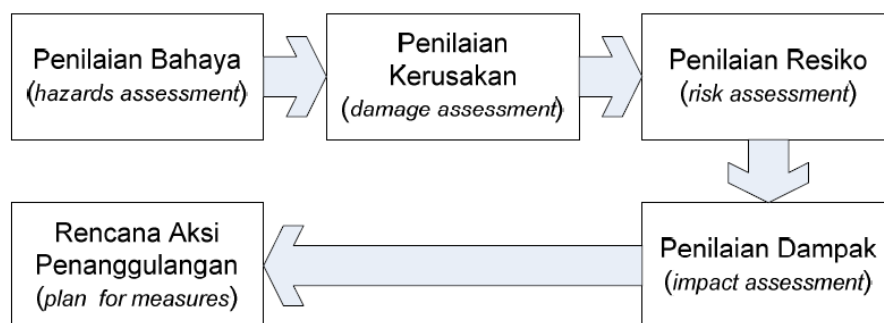 Penilaian Bahaya
(hazards assessment)
Penilaian
Kerusakan
(damage assessment)
Penilaian Resiko
(risk assessment)
Penilaian Dampak
(impact assessment)
Rencana Aksi
Penanggulangan
(plan for measures)